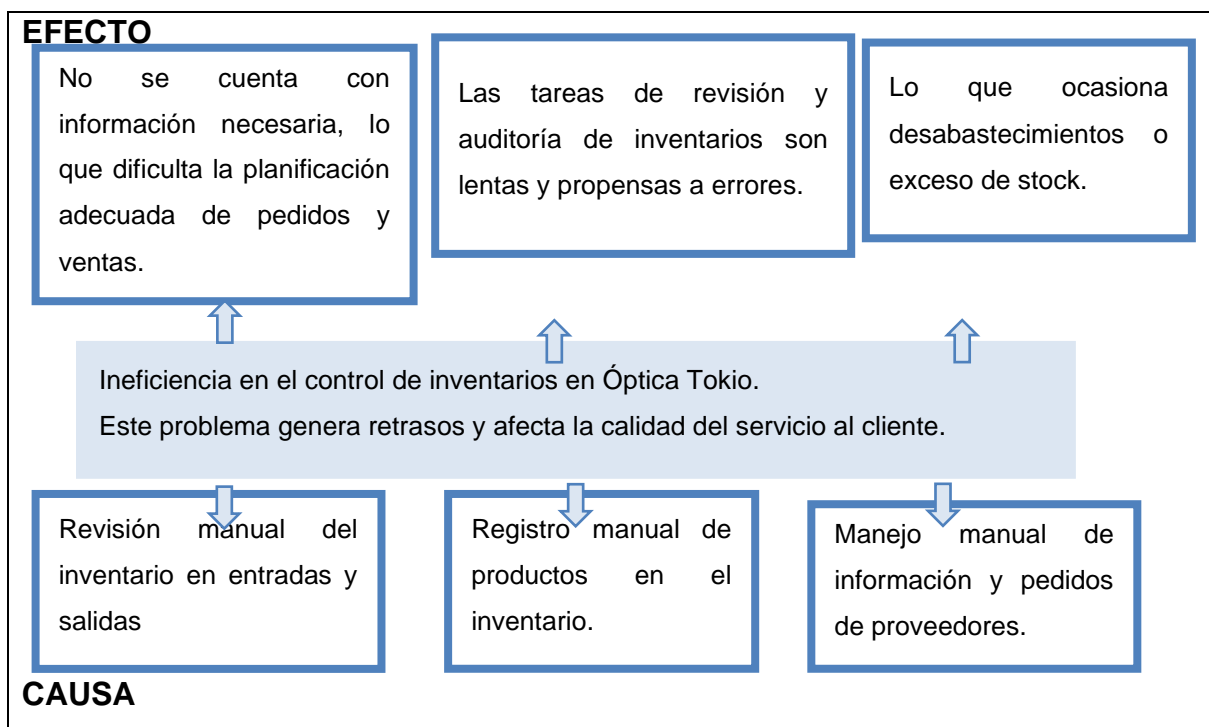 EFECTO
No se cuenta con
información necesaria, lo
que dificulta la planificación
adecuada de pedidos y
ventas.
Las tareas de revisión y
auditoría de inventarios son
lentas y propensas a errores.
Lo que ocasiona
desabastecimientos o
exceso de stock.
Ineficiencia en el control de inventarios en Óptica Tokio.
Este problema genera retrasos y afecta la calidad del servicio al cliente.
Revisión manual del
inventario en entradas y
salidas
Registro manual de
productos en el
inventario.
Manejo manual de
información y pedidos
de proveedores.
CAUSA